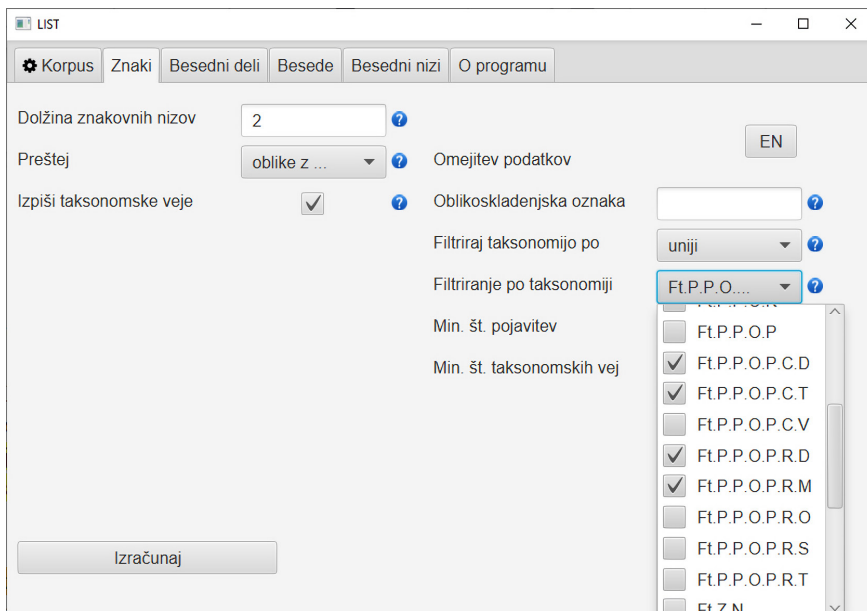 LIST
Korpus Znaki Besedni deli Besede Besedni nizi O programu
Dolžina znakovnih nizov 2 ?
EN
Preštej oblike z ... ? Omejitev podatkov
Izpiši taksonomske veje ? Oblikoskladenjska oznaka ?
Filtriraj taksonomijo po uniji ?
Filtriranje po taksonomiji Ft.P.P.O.... ?
Min. št. pojavitev
Min. št. taksonomskih vej
Ft.P.P.O.P
Ft.P.P.O.P.C.D
Ft.P.P.O.P.C.T
Ft.P.P.O.P.C.V
Ft.P.P.O.P.R.D
Ft.P.P.O.P.R.M
Ft.P.P.O.P.R.O
Ft.P.P.O.P.R.S
Ft.P.P.O.P.R.T
Ft.Z.N
Izračunaj